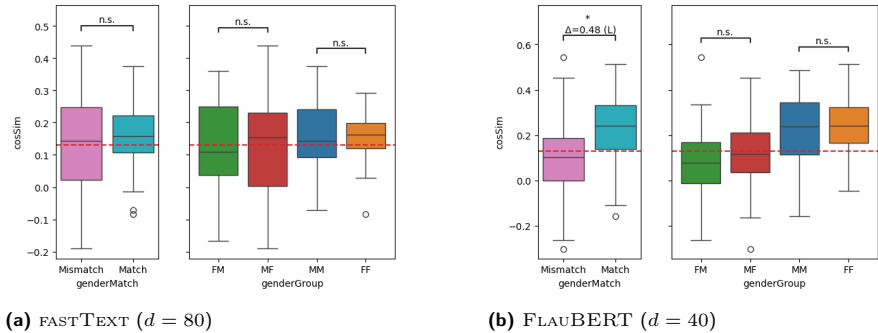 n.s.
n.s.
n.s.
cosSim
0.5
0.4
0.3
0.2
0.1
0.0
−0.1
−0.2
Mismatch Match
genderMatch
FM MF MM FF
genderGroup
(a) FASTTEXT (d = 80)
*
Δ=0.48 (L)
n.s.
n.s.
cosSim
0.6
0.4
0.2
0.0
−0.2
Mismatch Match
genderMatch
FM MF MM FF
genderGroup
(b) FLAUBERT (d = 40)